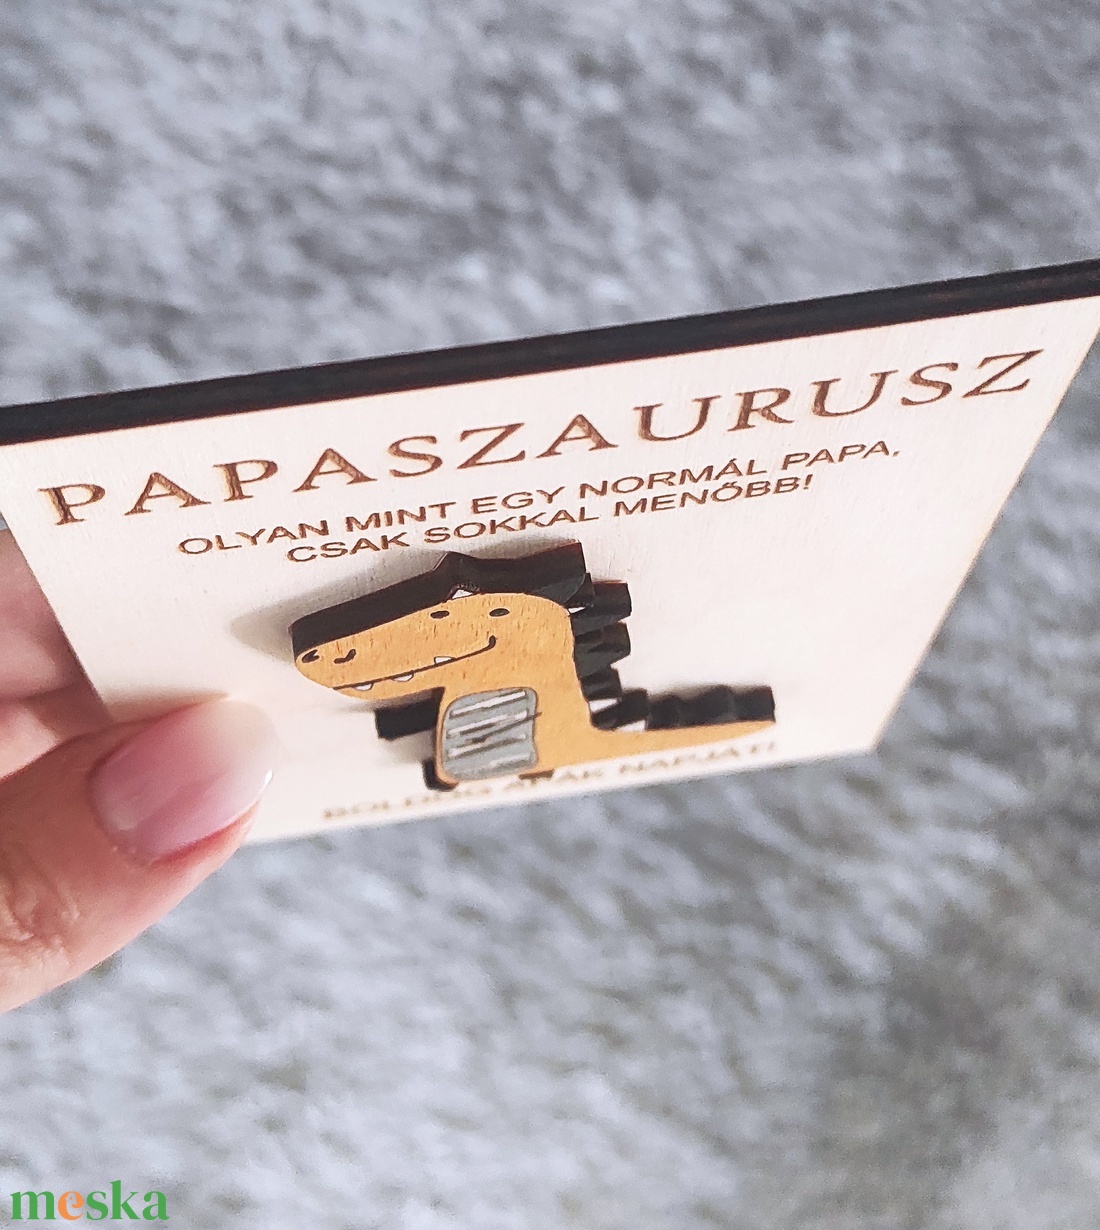 PAPASZAURUSZ
OLYAN MINT EGY NORMÁL PAPA,
CSAK SOKKAL MENŐBB!
BOLDOG APÁK NAPJÁT!
meska